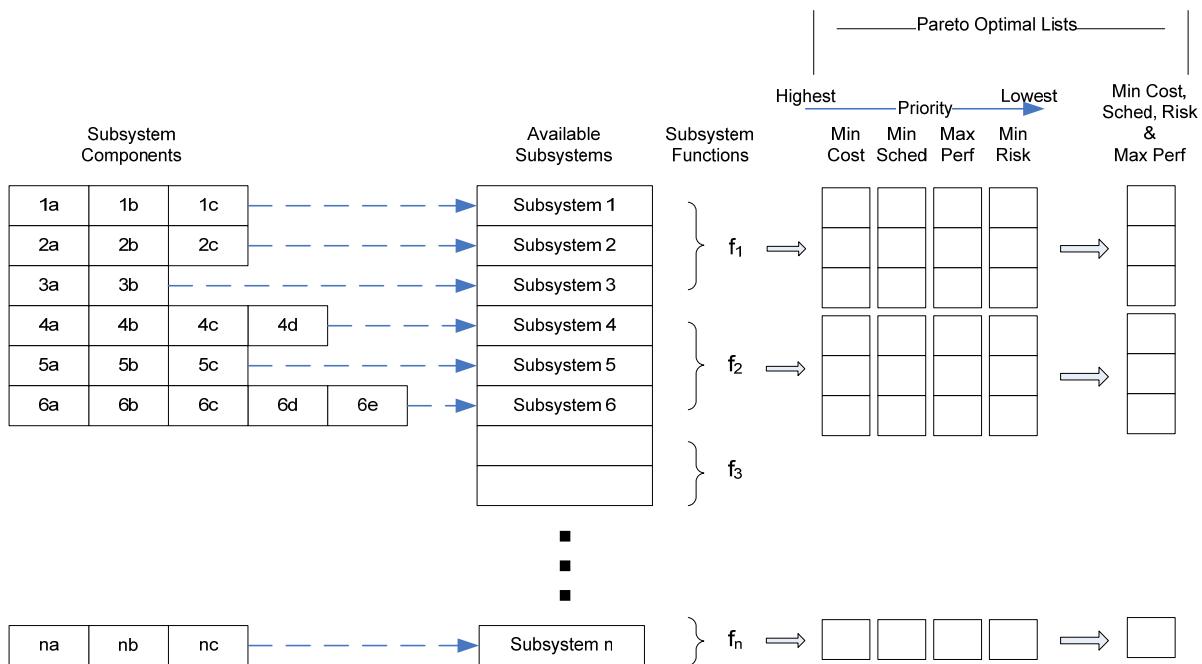 Pareto Optimal Lists
Highest
Priority
Lowest
Min Cost,
Sched, Risk
&
Max Perf
Subsystem
Components
Available
Subsystems
Subsystem
Functions
Min
Cost
Min
Sched
Max
Perf
Min
Risk
1a 1b 1c Subsystem 1
2a 2b 2c Subsystem 2
f1
3a 3b Subsystem 3
4a 4b 4c 4d Subsystem 4
5a 5b 5c Subsystem 5
f2
6a 6b 6c 6d 6e Subsystem 6
f3
na nb nc Subsystem n fn